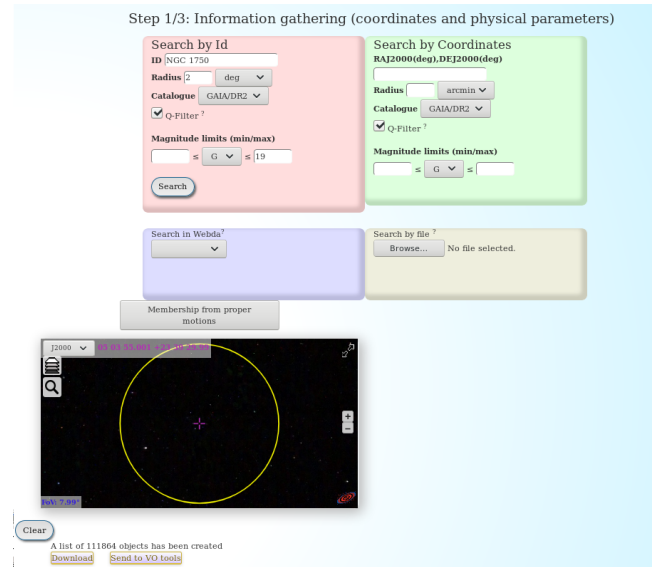 Step 1/3: Information gathering (coordinates and physical parameters)
Search by Id
ID NGC 1750
Radius 2 deg
Catalogue GAIA/DR2
Q-Filter ?
Magnitude limits (min/max)
≤ G ≤ 19
Search
Search by Coordinates
RAJ2000(deg),DEJ2000(deg)
Radius arcmin
Catalogue GAIA/DR2
Q-Filter ?
Magnitude limits (min/max)
≤ G ≤
Search in Webda?
Search by file ?
Browse... No file selected.
Membership from proper
motions
J2000
+
−
FoV: 7.99°
Clear
A list of 111864 objects has been created
Download Send to VO tools